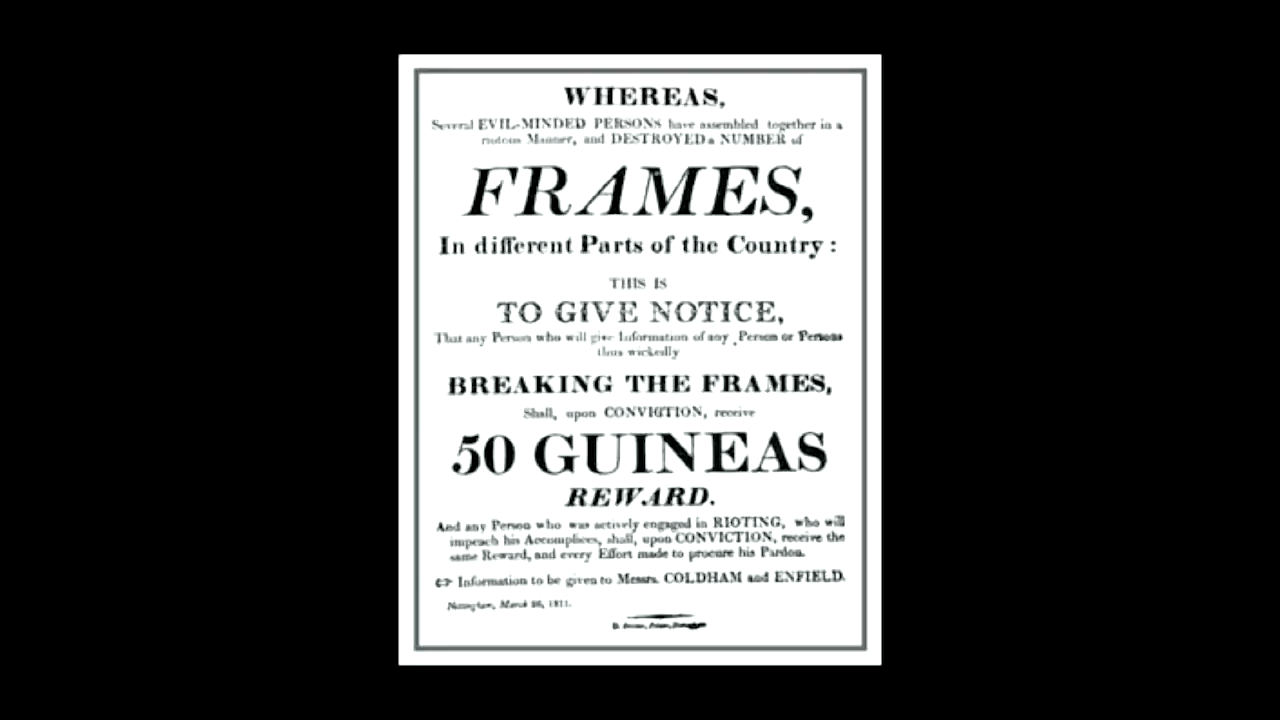 WHEREAS,
Several EVIL-MINDED PERSONS have assembled together in a
riotous Manner, and DESTROYED a NUMBER of
FRAMES,
In different Parts of the Country:
THIS IS
TO GIVE NOTICE,
That any Person who will give Information of any Person or Persons
thus wickedly
BREAKING THE FRAMES,
Shall, upon CONVICTION, receive
50 GUINEAS
REWARD.
And any Person who was actively engaged in RIOTING, who will
impeach his Accomplices, shall, upon CONVICTION, receive the
same Reward, and every Effort made to procure his Pardon.
☞ Information to be given to Messrs. COLDHAM and ENFIELD.
Nottingham, March 26, 1811.